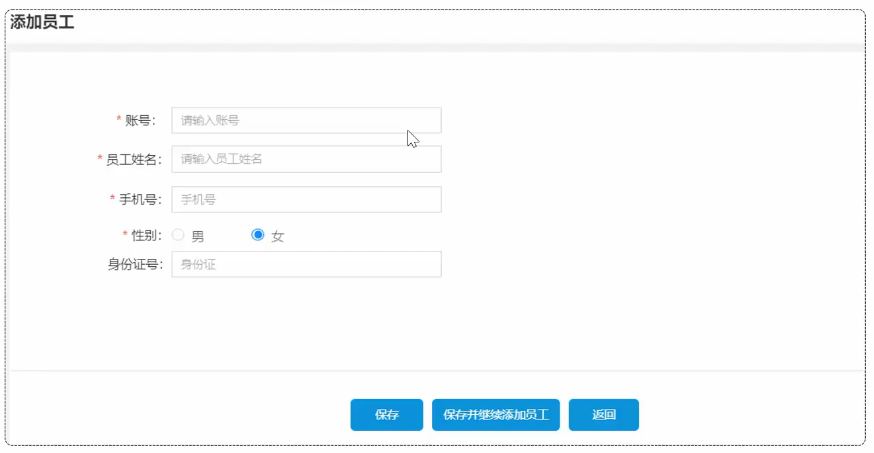 添加员工
* 账号： 请输入账号
* 员工姓名： 请输入员工姓名
* 手机号： 手机号
* 性别： 男 女
身份证号： 身份证
保存 保存并继续添加员工 返回